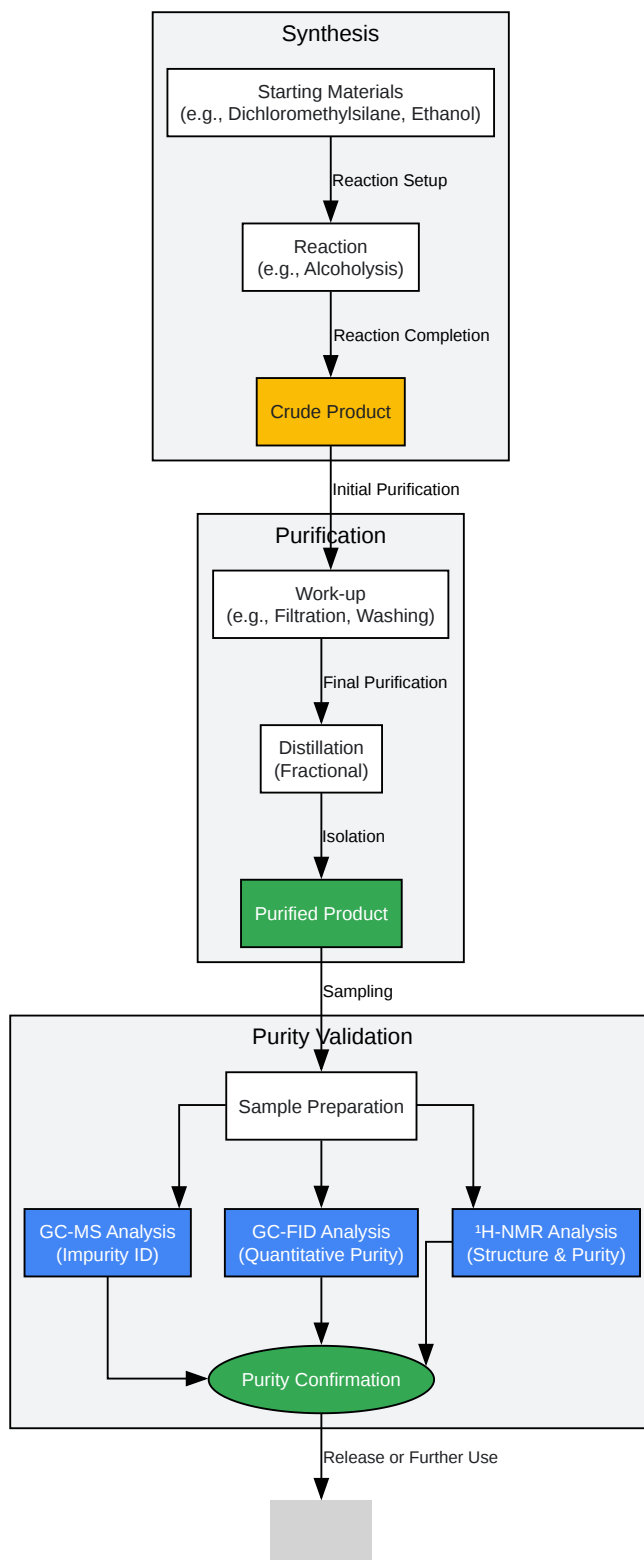 Synthesis
Starting Materials
(e.g., Dichloromethylsilane, Ethanol)
Reaction Setup
Reaction
(e.g., Alcoholysis)
Reaction Completion
Crude Product
Initial Purification
Purification
Work-up
(e.g., Filtration, Washing)
Final Purification
Distillation
(Fractional)
Isolation
Purified Product
Sampling
Purity Validation
Sample Preparation
GC-MS Analysis
(Impurity ID)
GC-FID Analysis
(Quantitative Purity)
¹H-NMR Analysis
(Structure & Purity)
Purity Confirmation
Release or Further Use